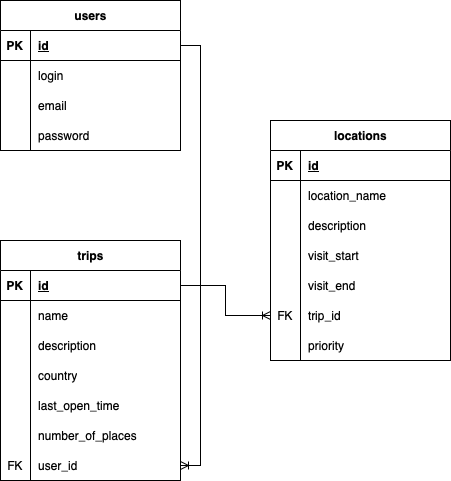 users
PK id
login
email
password
locations
PK id
location_name
description
visit_start
visit_end
FK trip_id
priority
trips
PK id
name
description
country
last_open_time
number_of_places
FK user_id